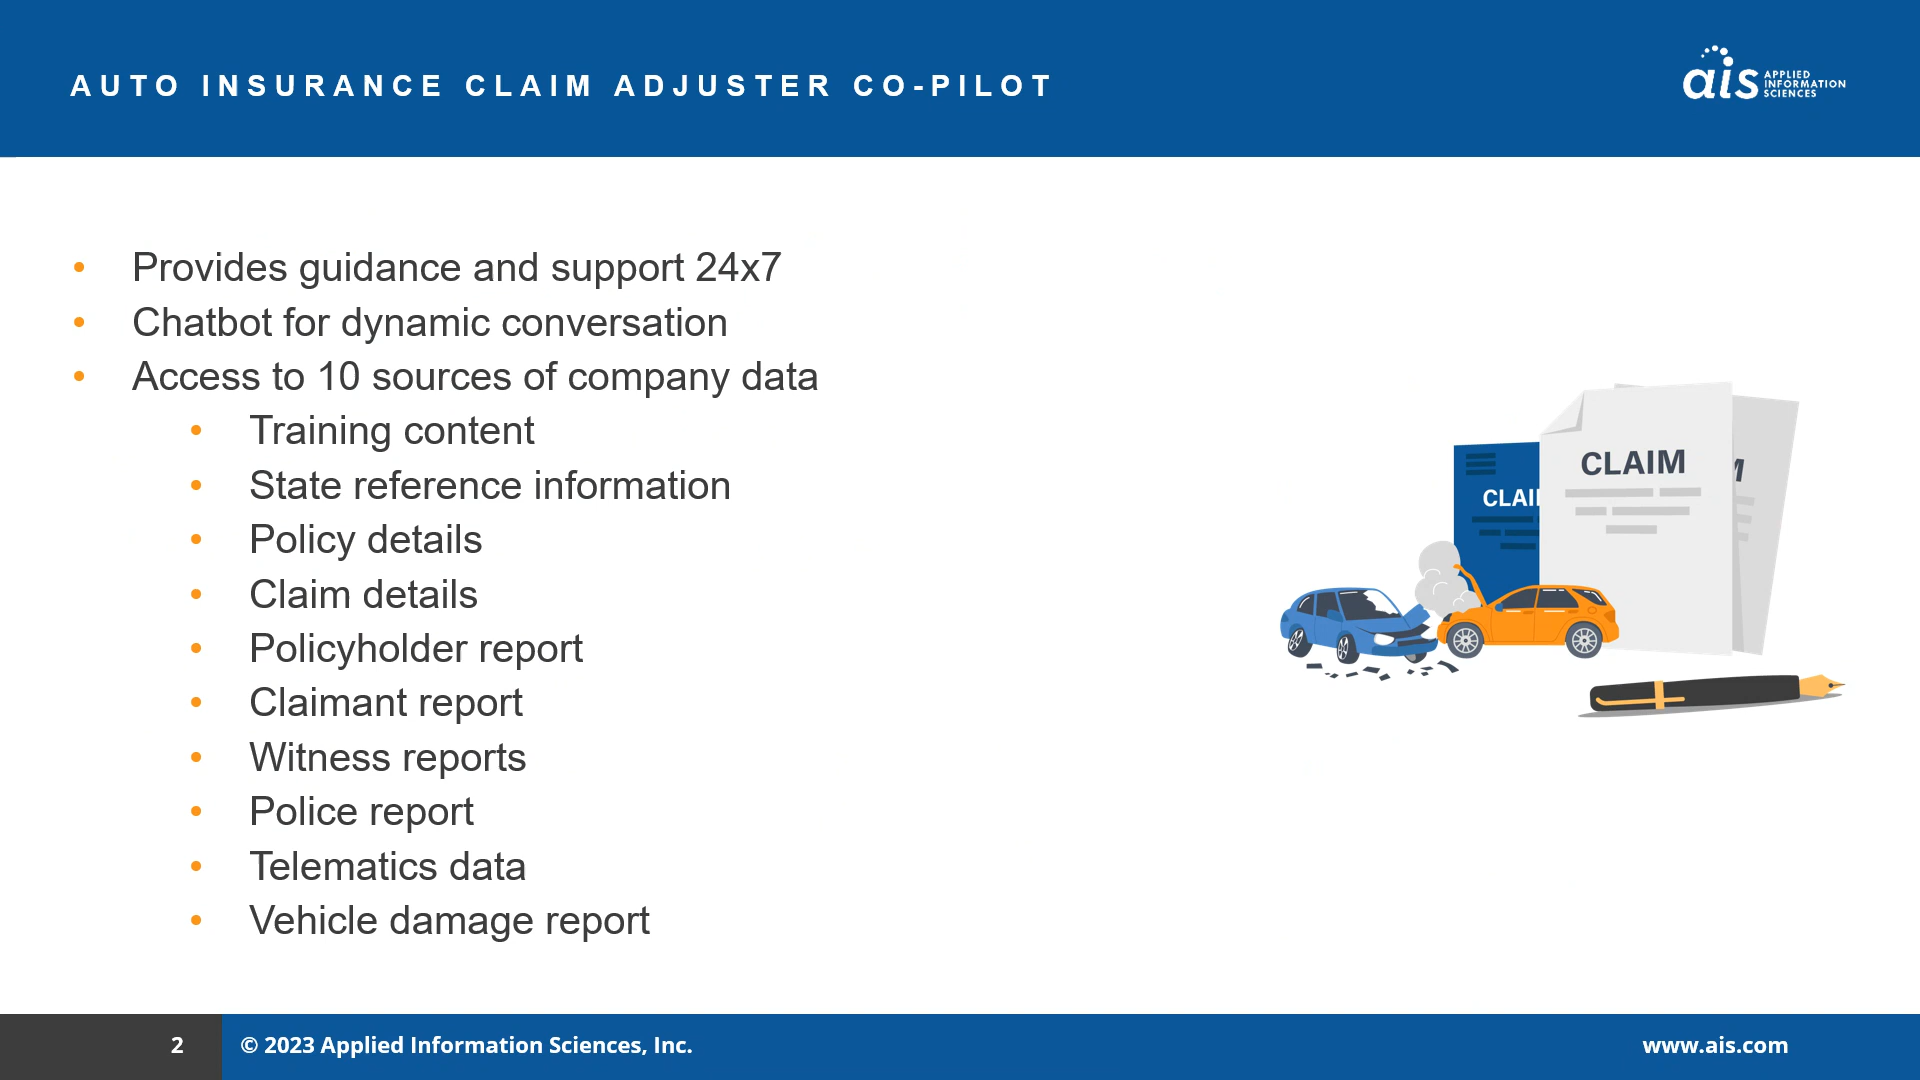 AUTO INSURANCE CLAIM ADJUSTER CO-PILOT
ais APPLIED
INFORMATION
SCIENCES
• Provides guidance and support 24x7
• Chatbot for dynamic conversation
• Access to 10 sources of company data
• Training content
• State reference information
• Policy details
• Claim details
• Policyholder report
• Claimant report
• Witness reports
• Police report
• Telematics data
• Vehicle damage report
CLAIM
CLAI
M
2
© 2023 Applied Information Sciences, Inc.
www.ais.com